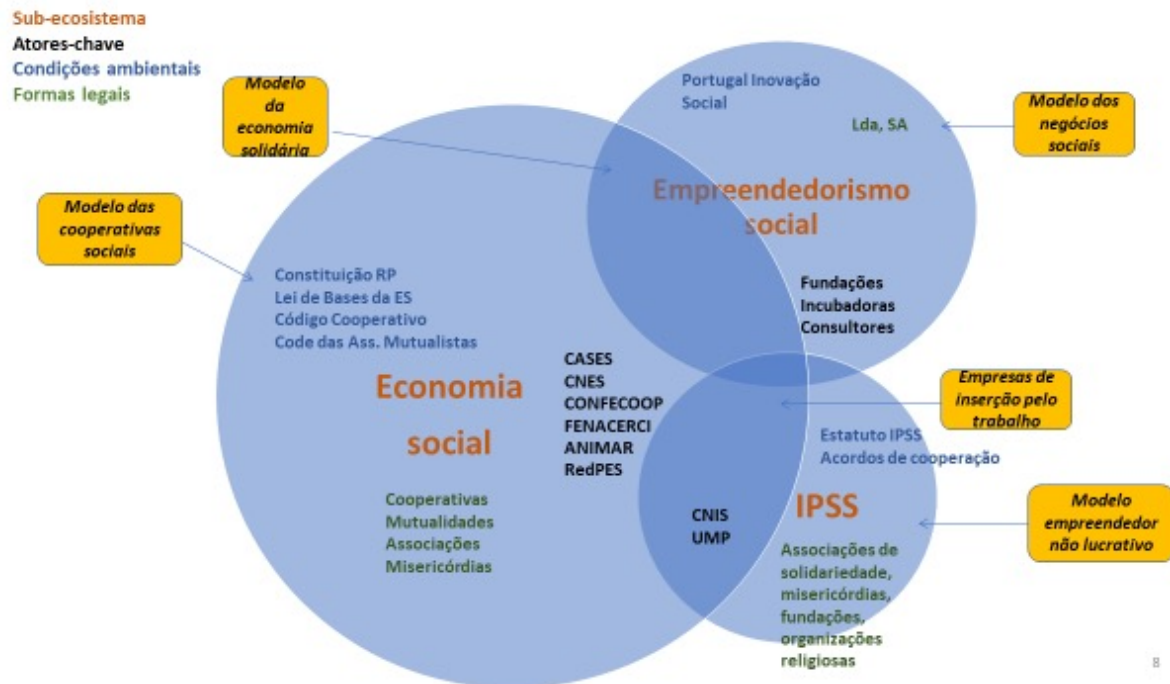 Sub-ecosistema
Atores-chave
Condições ambientais
Formas legais
Modelo
da
economia
solidária
Modelo das
cooperativas
sociais
Portugal Inovação
Social
Lda, SA
Modelo dos
negócios
sociais
Empreendedorismo
social
Fundações
Incubadoras
Consultores
Constituição RP
Lei de Bases da ES
Código Cooperativo
Code das Ass. Mutualistas
Economia
social
CASES
CNES
CONFECOOP
FENACERCI
ANIMAR
RedPES
Cooperativas
Mutualidades
Associações
Misericórdias
Empresas de
inserção pelo
trabalho
Estatuto IPSS
Acordos de cooperação
IPSS
CNIS
UMP
Associações de
solidariedade,
misericórdias,
fundações,
organizações
religiosas
Modelo
empreendedor
não lucrativo
8